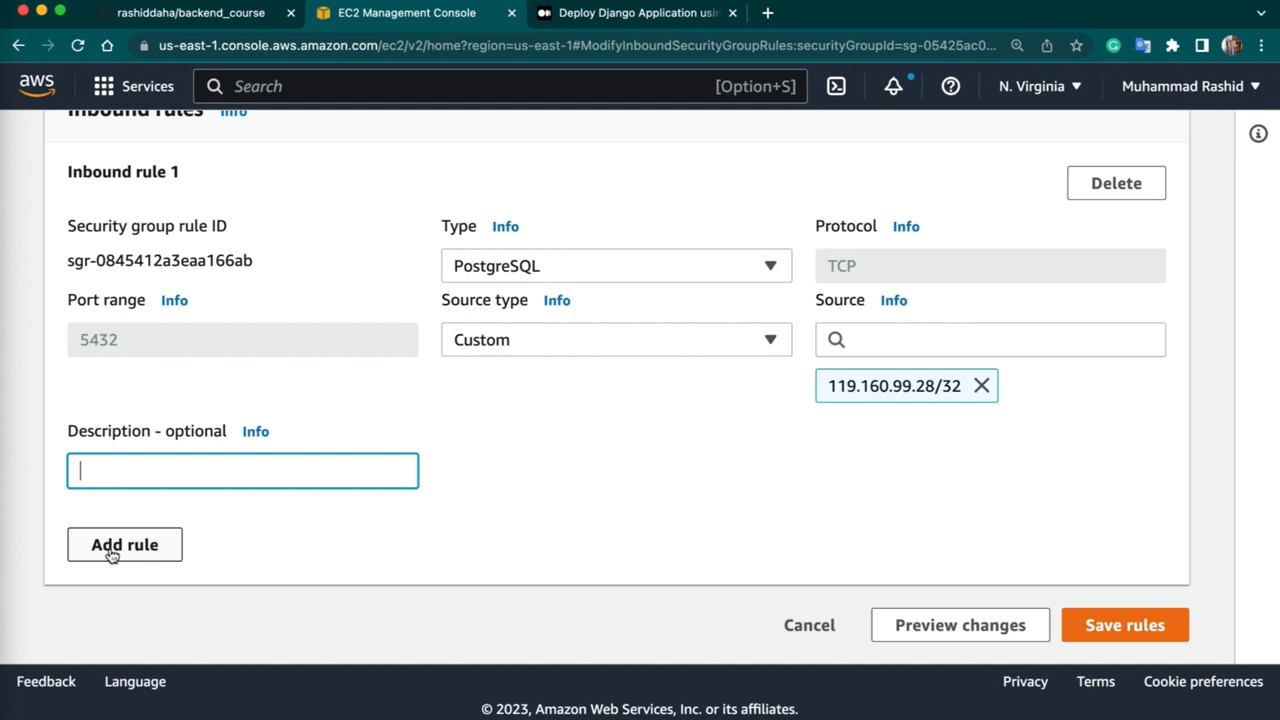 rashiddaha/backend_course
EC2 Management Console
Deploy Django Application usin
us-east-1.console.aws.amazon.com/ec2/v2/home?region=us-east-1#ModifyInboundSecurityGroupRules:securityGroupId=sg-05425ac0...
aws
Services
Search
[Option+S]
N. Virginia
Muhammad Rashid
Inbound rules Info
Inbound rule 1
Delete
Security group rule ID
Type Info
Protocol Info
sgr-0845412a3eaa166ab
PostgreSQL
TCP
Port range Info
Source type Info
Source Info
5432
Custom
119.160.99.28/32
Description - optional Info
Add rule
Cancel
Preview changes
Save rules
Feedback
Language
Privacy
Terms
Cookie preferences
© 2023, Amazon Web Services, Inc. or its affiliates.